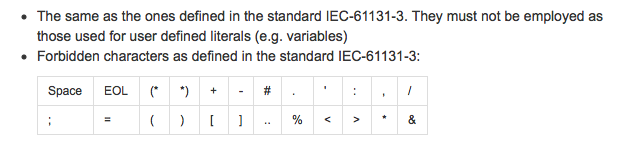 • The same as the ones defined in the standard IEC-61131-3. They must not be employed as
those used for user defined literals (e.g. variables)
• Forbidden characters as defined in the standard IEC-61131-3:
Space EOL (* *) + - # . ' : , /
; = ( ) [ ] .. % < > * &